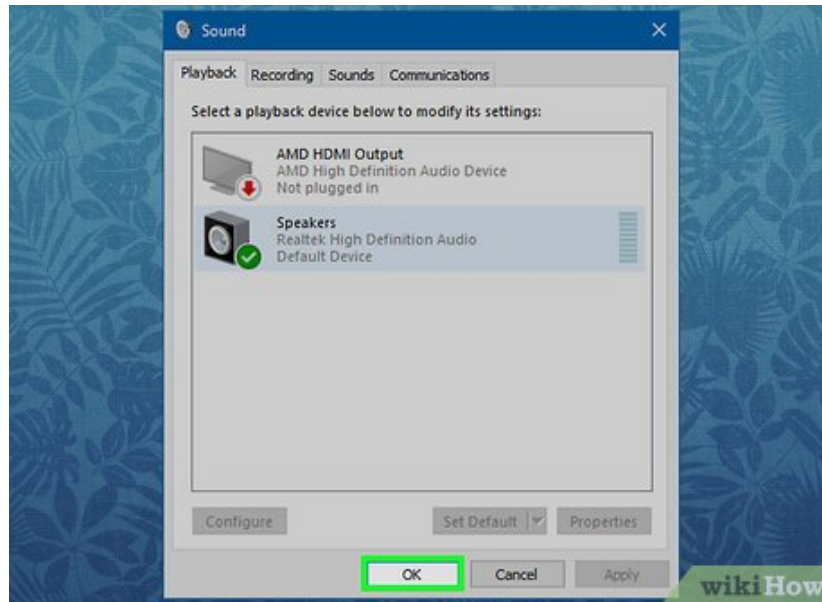 Sound
Playback Recording Sounds Communications
Select a playback device below to modify its settings:
AMD HDMI Output
AMD High Definition Audio Device
Not plugged in
Speakers
Realtek High Definition Audio
Default Device
Configure Set Default Properties
OK Cancel Apply
wikiHow